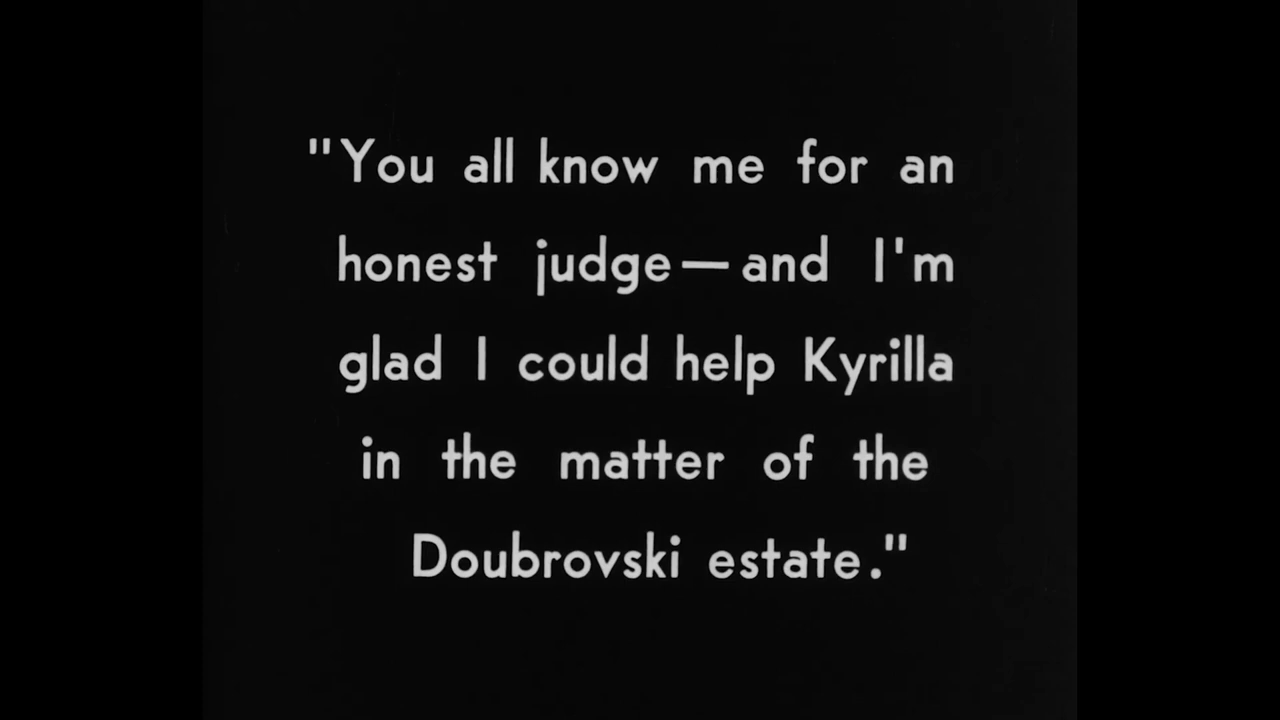 "You all know me for an
honest judge—and I'm
glad I could help Kyrilla
in the matter of the
Doubrovski estate."